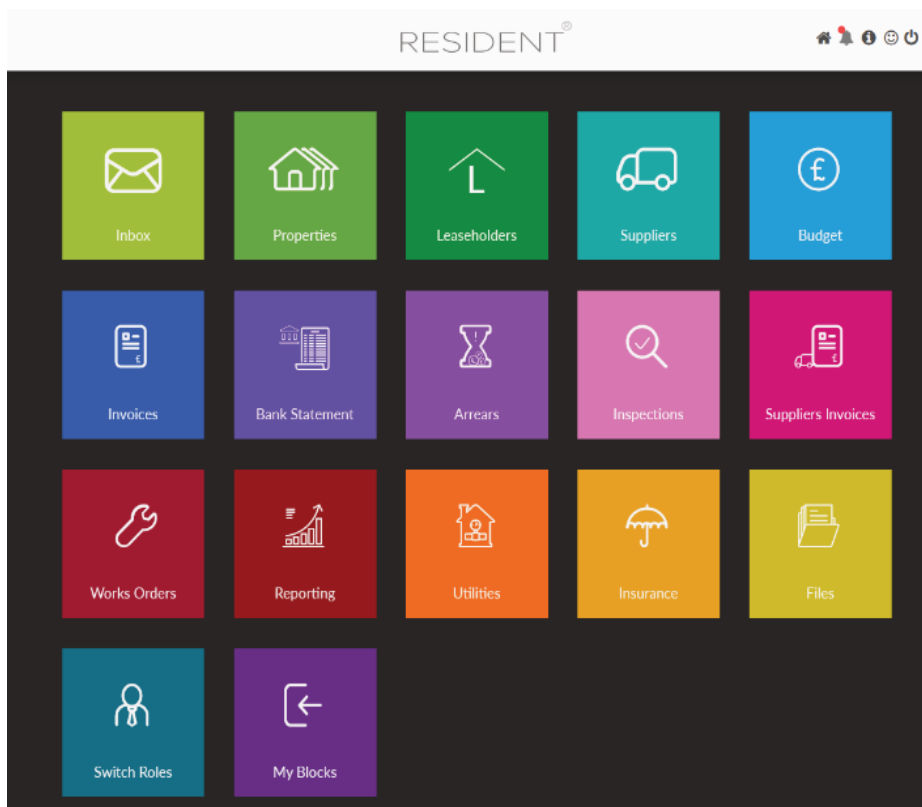 RESIDENT®
Inbox
Properties
L
Leaseholders
Suppliers
£
Budget
£
Invoices
Bank Statement
Arrears
Inspections
£
Suppliers Invoices
Works Orders
Reporting
Utilities
Insurance
Files
Switch Roles
My Blocks